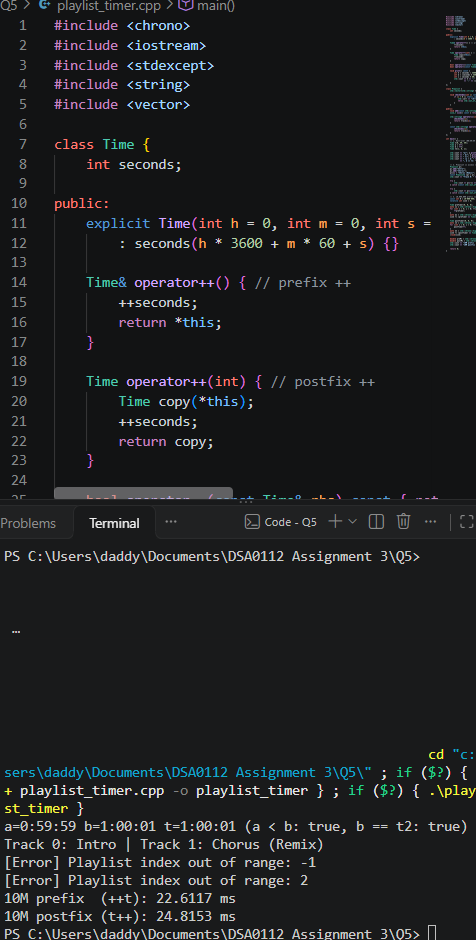 Q5 > playlist_timer.cpp > main()
1 #include <chrono>
2 #include <iostream>
3 #include <stdexcept>
4 #include <string>
5 #include <vector>
6
7 class Time {
8 int seconds;
9
10 public:
11 explicit Time(int h = 0, int m = 0, int s =
12 : seconds(h * 3600 + m * 60 + s) {}
13
14 Time& operator++() { // prefix ++
15 ++seconds;
16 return *this;
17 }
18
19 Time operator++(int) { // postfix ++
20 Time copy(*this);
21 ++seconds;
22 return copy;
23 }
24
Problems Terminal ··· Code - Q5 ···
PS C:\Users\daddy\Documents\DSA0112 Assignment 3\Q5>
…
cd "c:
sers\daddy\Documents\DSA0112 Assignment 3\Q5\" ; if ($?) {
+ playlist_timer.cpp -o playlist_timer } ; if ($?) { .\play
st_timer }
a=0:59:59 b=1:00:01 t=1:00:01 (a < b: true, b == t2: true)
Track 0: Intro | Track 1: Chorus (Remix)
[Error] Playlist index out of range: -1
[Error] Playlist index out of range: 2
10M prefix  (++t): 22.6117 ms
10M postfix (t++): 24.8153 ms
PS C:\Users\daddy\Documents\DSA0112 Assignment 3\Q5>